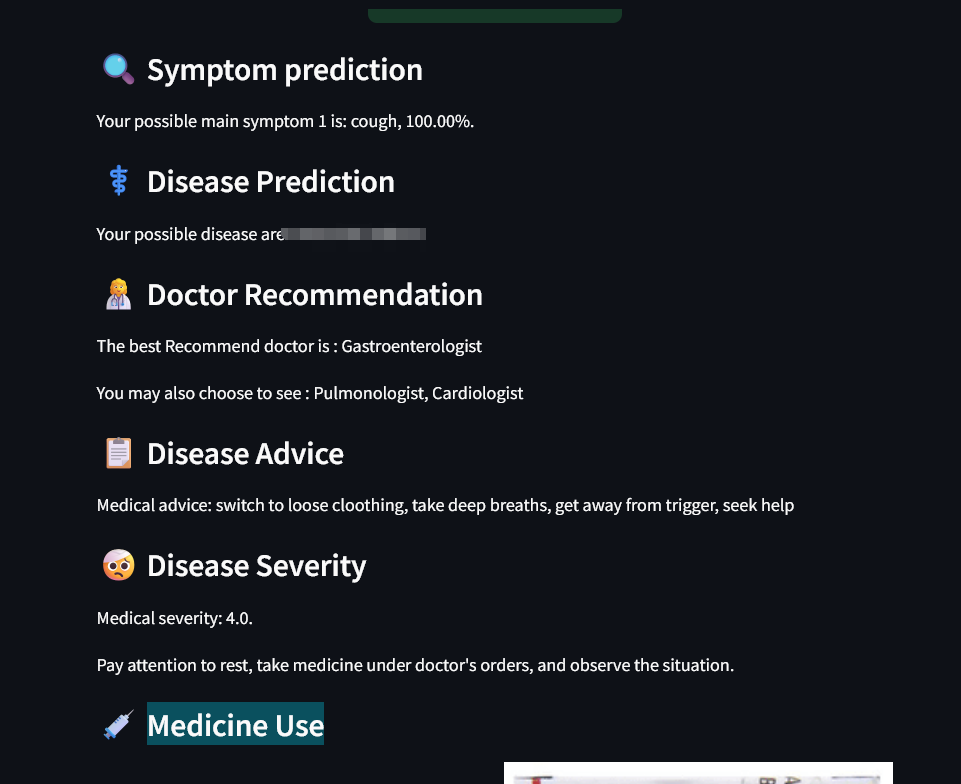 Symptom prediction
Your possible main symptom 1 is: cough, 100.00%.
Disease Prediction
Your possible disease are
Doctor Recommendation
The best Recommend doctor is : Gastroenterologist
You may also choose to see : Pulmonologist, Cardiologist
Disease Advice
Medical advice: switch to loose cloothing, take deep breaths, get away from trigger, seek help
Disease Severity
Medical severity: 4.0.
Pay attention to rest, take medicine under doctor's orders, and observe the situation.
Medicine Use